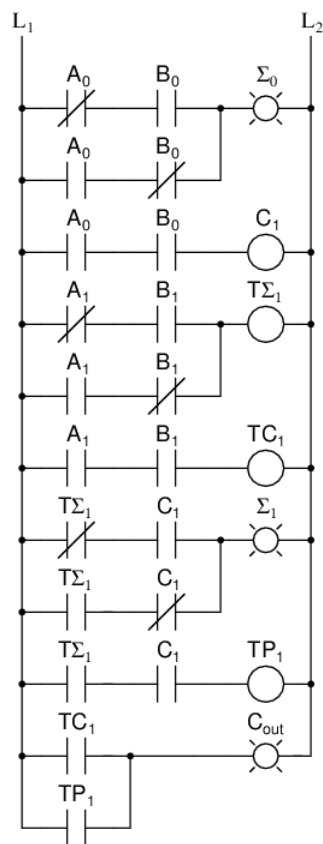 L₁ L₂
A₀ B₀ Σ₀
A₀ B₀
A₀ B₀ C₁
A₁ B₁ TΣ₁
A₁ B₁
A₁ B₁ TC₁
TΣ₁ C₁ Σ₁
TΣ₁ C₁
TΣ₁ C₁ TP₁
TC₁ Cout
TP₁